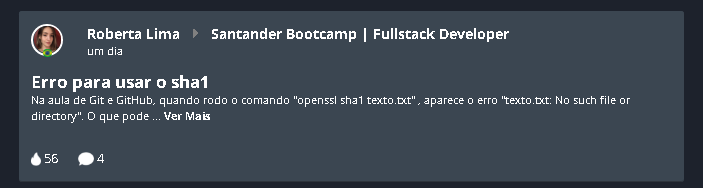 Roberta Lima Santander Bootcamp | Fullstack Developer
um dia
Erro para usar o sha1
Na aula de Git e GitHub, quando rodo o comando "openssl sha1 texto.txt" , aparece o erro "texto.txt: No such file or
directory". O que pode ... Ver Mais
56 4